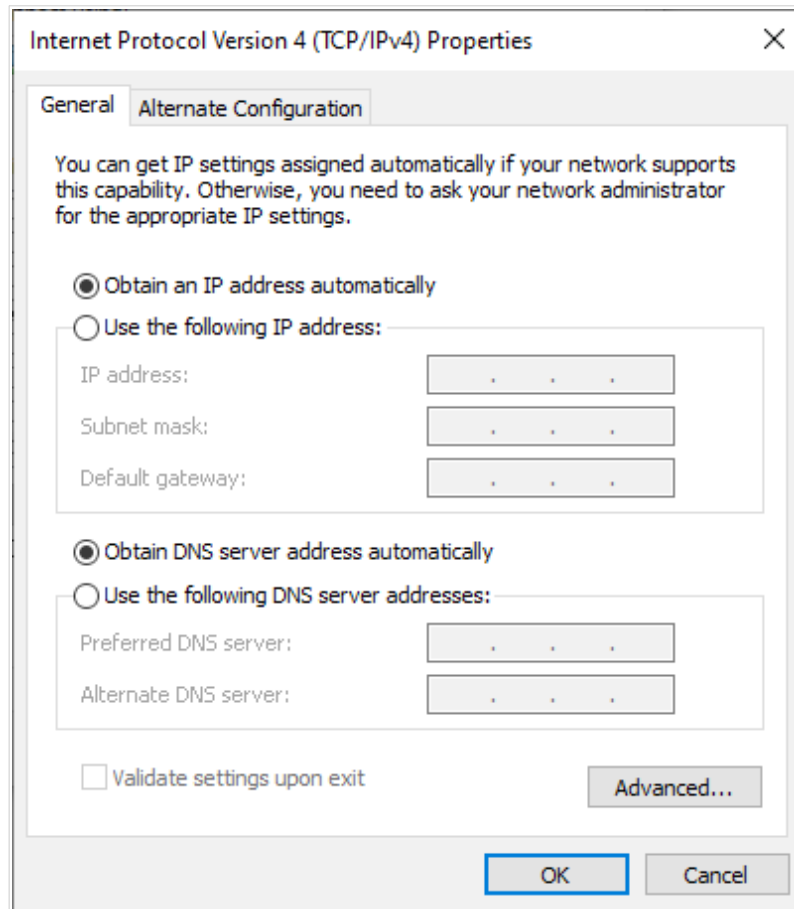 Internet Protocol Version 4 (TCP/IPv4) Properties
General
Alternate Configuration
You can get IP settings assigned automatically if your network supports
this capability. Otherwise, you need to ask your network administrator
for the appropriate IP settings.
Obtain an IP address automatically
Use the following IP address:
IP address: . . .
Subnet mask: . . .
Default gateway: . . .
Obtain DNS server address automatically
Use the following DNS server addresses:
Preferred DNS server: . . .
Alternate DNS server: . . .
Validate settings upon exit
Advanced...
OK
Cancel